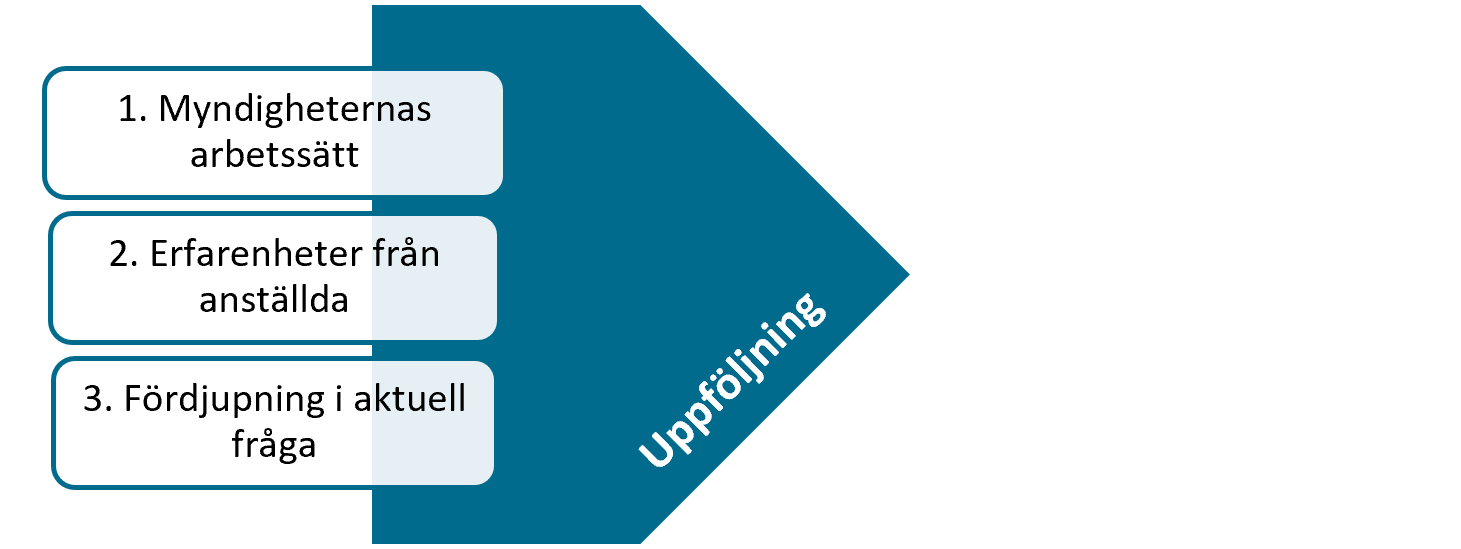 1. Myndigheternas
arbetssätt
2. Erfarenheter från
anställda
3. Fördjupning i aktuell
fråga
Uppföljning